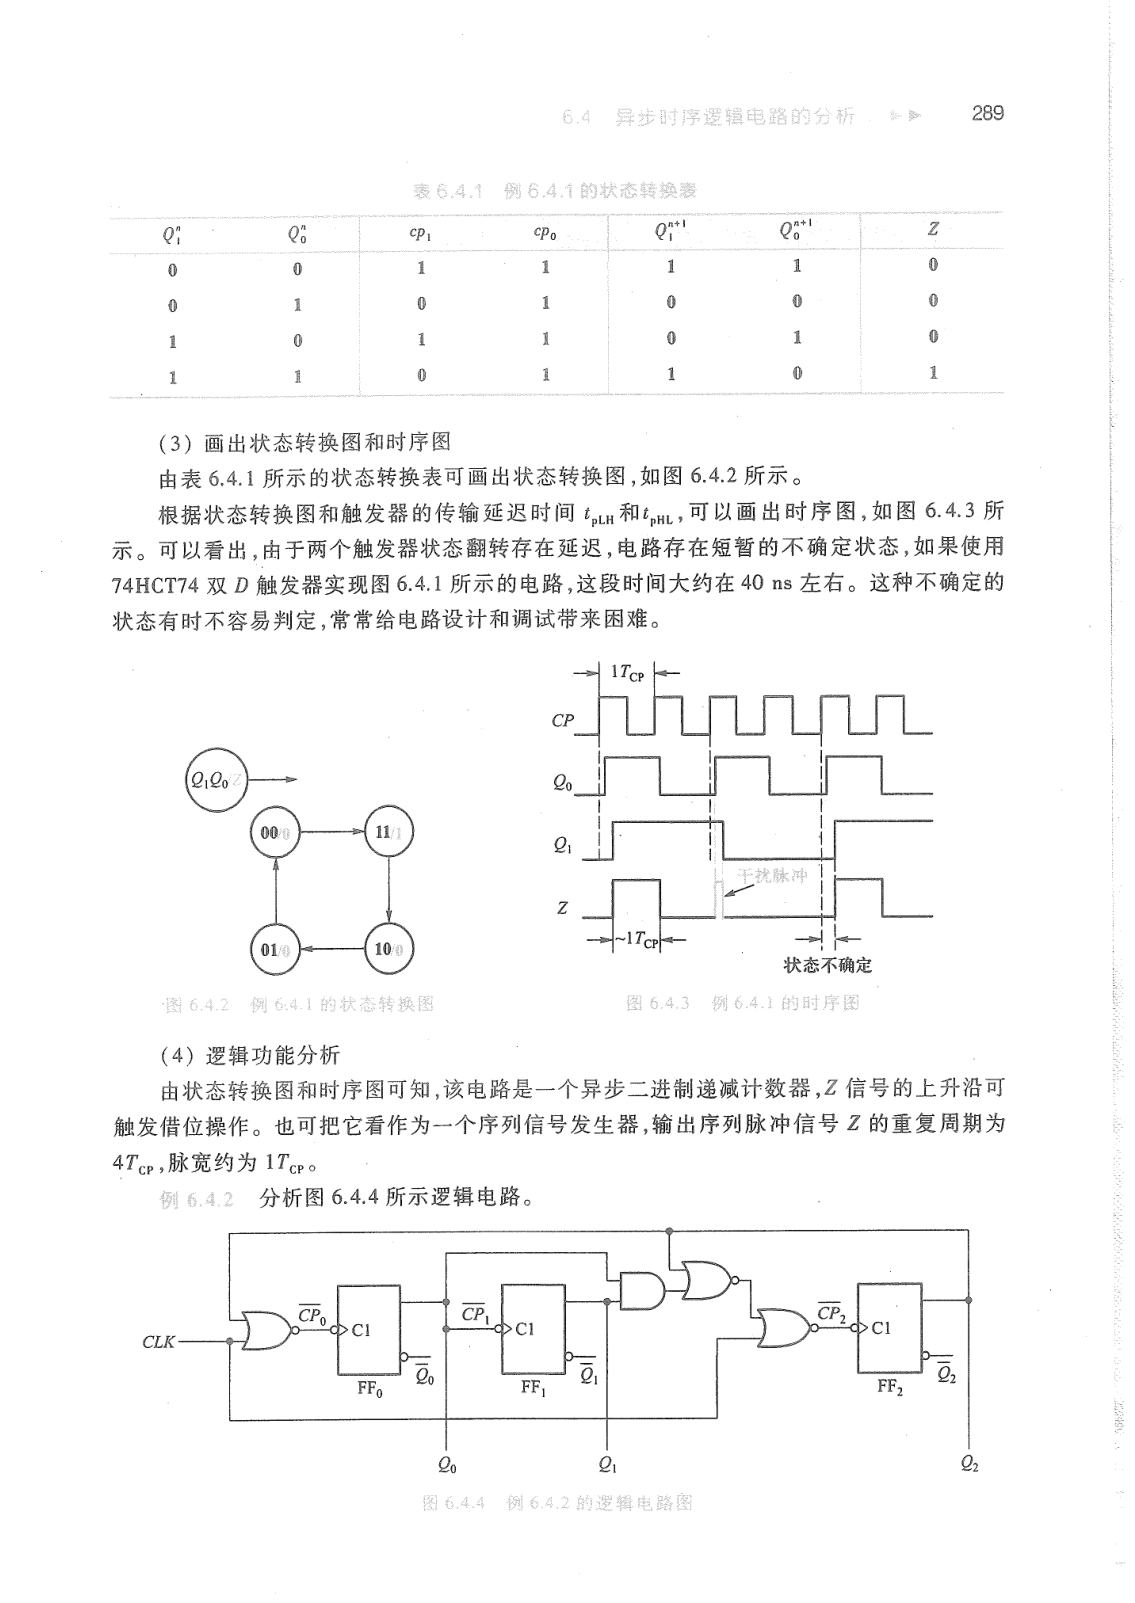 6.4 异步时序逻辑电路的分析 289
表 6.4.1 例 6.4.1 的状态转换表
Q₁ⁿ Q₀ⁿ cp₁ cp₀ Q₁ⁿ⁺¹ Q₀ⁿ⁺¹ Z
0 0 1 1 1 1 0
0 1 0 1 0 0 0
1 0 1 1 0 1 0
1 1 0 1 1 0 1
(3) 画出状态转换图和时序图
由表 6.4.1 所示的状态转换表可画出状态转换图,如图 6.4.2 所示。
根据状态转换图和触发器的传输延迟时间 tpLH 和tpHL,可以画出时序图,如图 6.4.3 所
示。可以看出,由于两个触发器状态翻转存在延迟,电路存在短暂的不确定状态,如果使用
74HCT74 双 D 触发器实现图 6.4.1 所示的电路,这段时间大约在 40 ns 左右。这种不确定的
状态有时不容易判定,常常给电路设计和调试带来困难。
Q₁Q₀/Z
00/0
11/1
01/0
10/0
图 6.4.2 例 6.4.1 的状态转换图
1TCP
CP
Q₀
Q₁
干扰脉冲
Z
~1TCP
状态不确定
图 6.4.3 例 6.4.1 的时序图
(4) 逻辑功能分析
由状态转换图和时序图可知,该电路是一个异步二进制递减计数器,Z 信号的上升沿可
触发借位操作。也可把它看作为一个序列信号发生器,输出序列脉冲信号 Z 的重复周期为
4TCP,脉宽约为 1TCP。
例 6.4.2 分析图 6.4.4 所示逻辑电路。
CLK
C̅P̅₀
C1
Q̅₀
FF₀
C̅P̅₁
C1
Q̅₁
FF₁
C̅P̅₂
C1
Q̅₂
FF₂
Q₀ Q₁ Q₂
图 6.4.4 例 6.4.2 的逻辑电路图